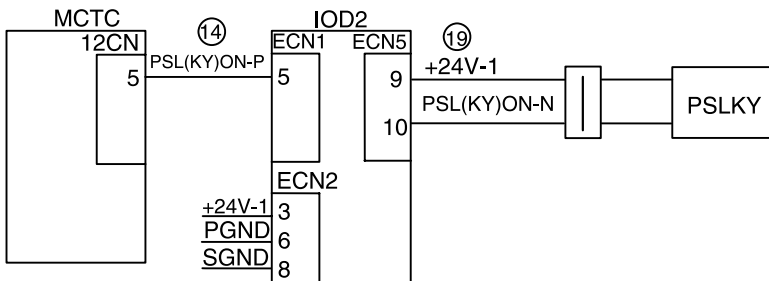 MCTC
12CN
5
⑭
PSL(KY)ON-P
IOD2
ECN1
5
ECN5
9
10
⑲
+24V-1
PSL(KY)ON-N
PSLKY
ECN2
+24V-1 3
PGND 6
SGND 8